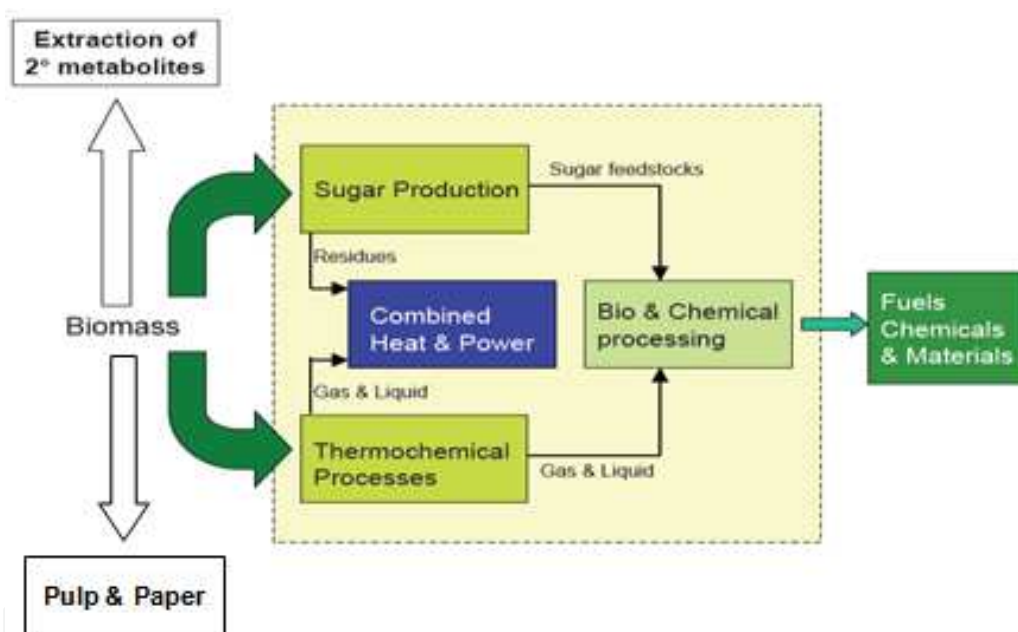 Extraction of
2° metabolites
Sugar Production
Sugar feedstocks
Residues
Biomass
Combined
Heat & Power
Bio & Chemical
processing
Fuels
Chemicals
& Materials
Gas & Liquid
Thermochemical
Processes
Gas & Liquid
Pulp & Paper